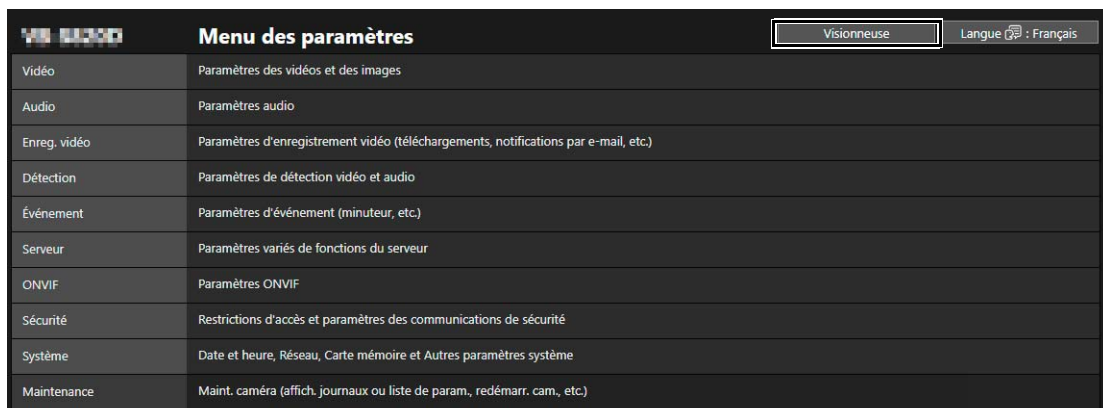 Menu des paramètres
Visionneuse
Langue : Français
Vidéo Paramètres des vidéos et des images
Audio Paramètres audio
Enreg. vidéo Paramètres d'enregistrement vidéo (téléchargements, notifications par e-mail, etc.)
Détection Paramètres de détection vidéo et audio
Événement Paramètres d'événement (minuteur, etc.)
Serveur Paramètres variés de fonctions du serveur
ONVIF Paramètres ONVIF
Sécurité Restrictions d'accès et paramètres des communications de sécurité
Système Date et heure, Réseau, Carte mémoire et Autres paramètres système
Maintenance Maint. caméra (affich. journaux ou liste de param., redémarr. cam., etc.)